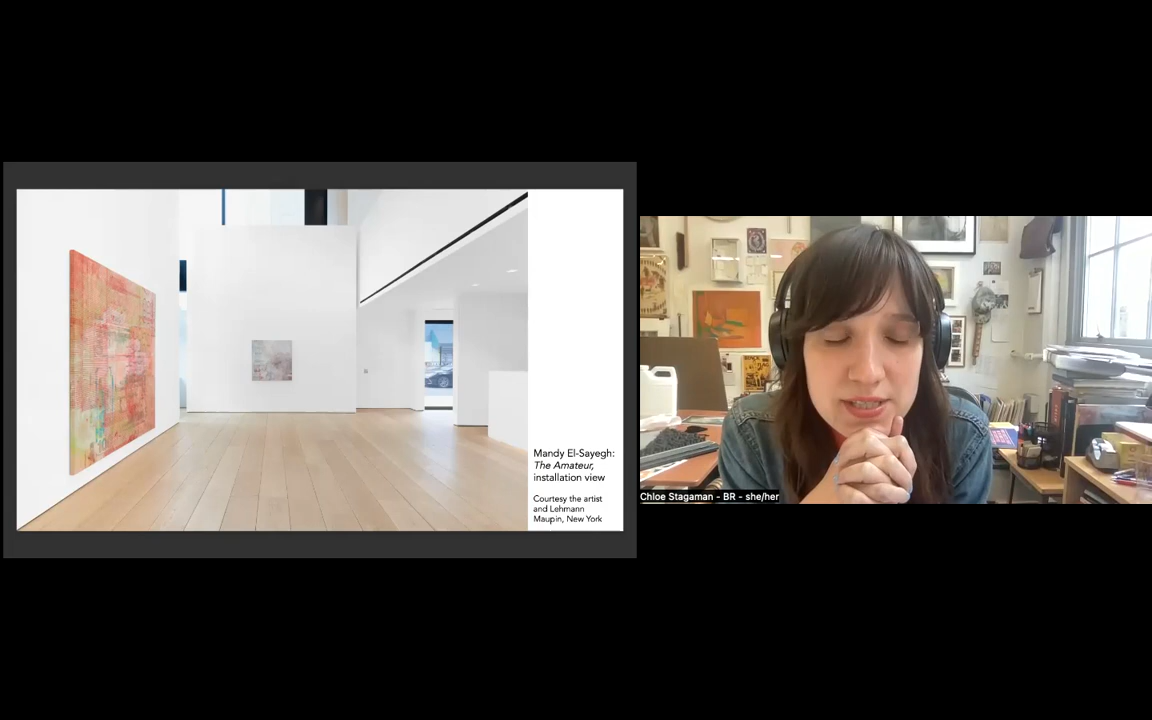 Mandy El-Sayegh:
The Amateur,
installation view
Courtesy the artist
and Lehmann
Maupin, New York
Chloe Stagaman - BR - she/her